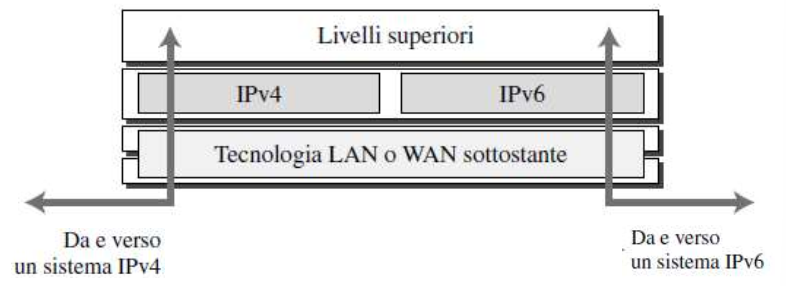 Livelli superiori
IPv4
IPv6
Tecnologia LAN o WAN sottostante
Da e verso
un sistema IPv4
Da e verso
un sistema IPv6